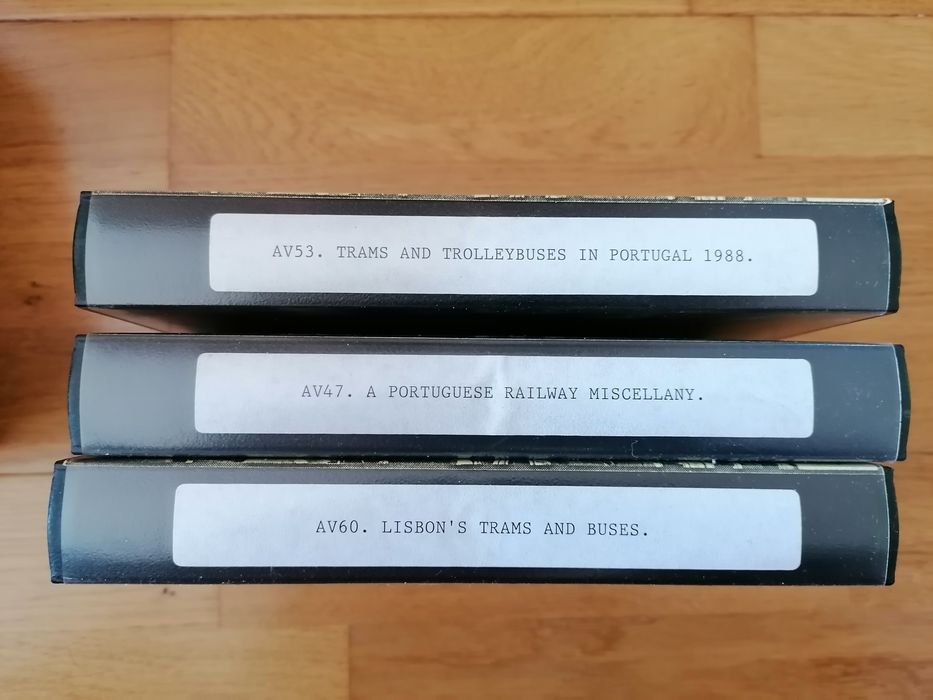 AV53. TRAMS AND TROLLEYBUSES IN PORTUGAL 1988.
AV47. A PORTUGUESE RAILWAY MISCELLANY.
AV60. LISBON'S TRAMS AND BUSES.